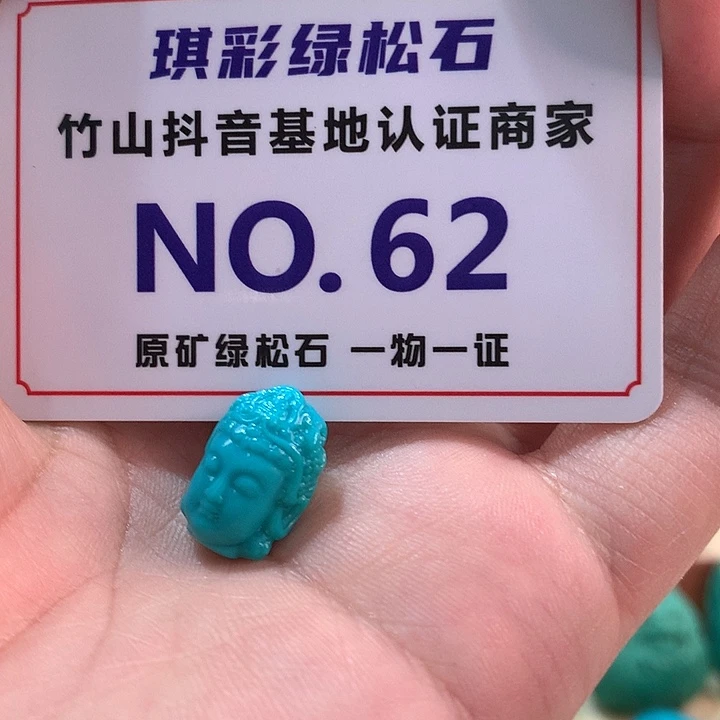 琪彩绿松石
竹山抖音基地认证商家
NO.62
原矿绿松石 一物一证